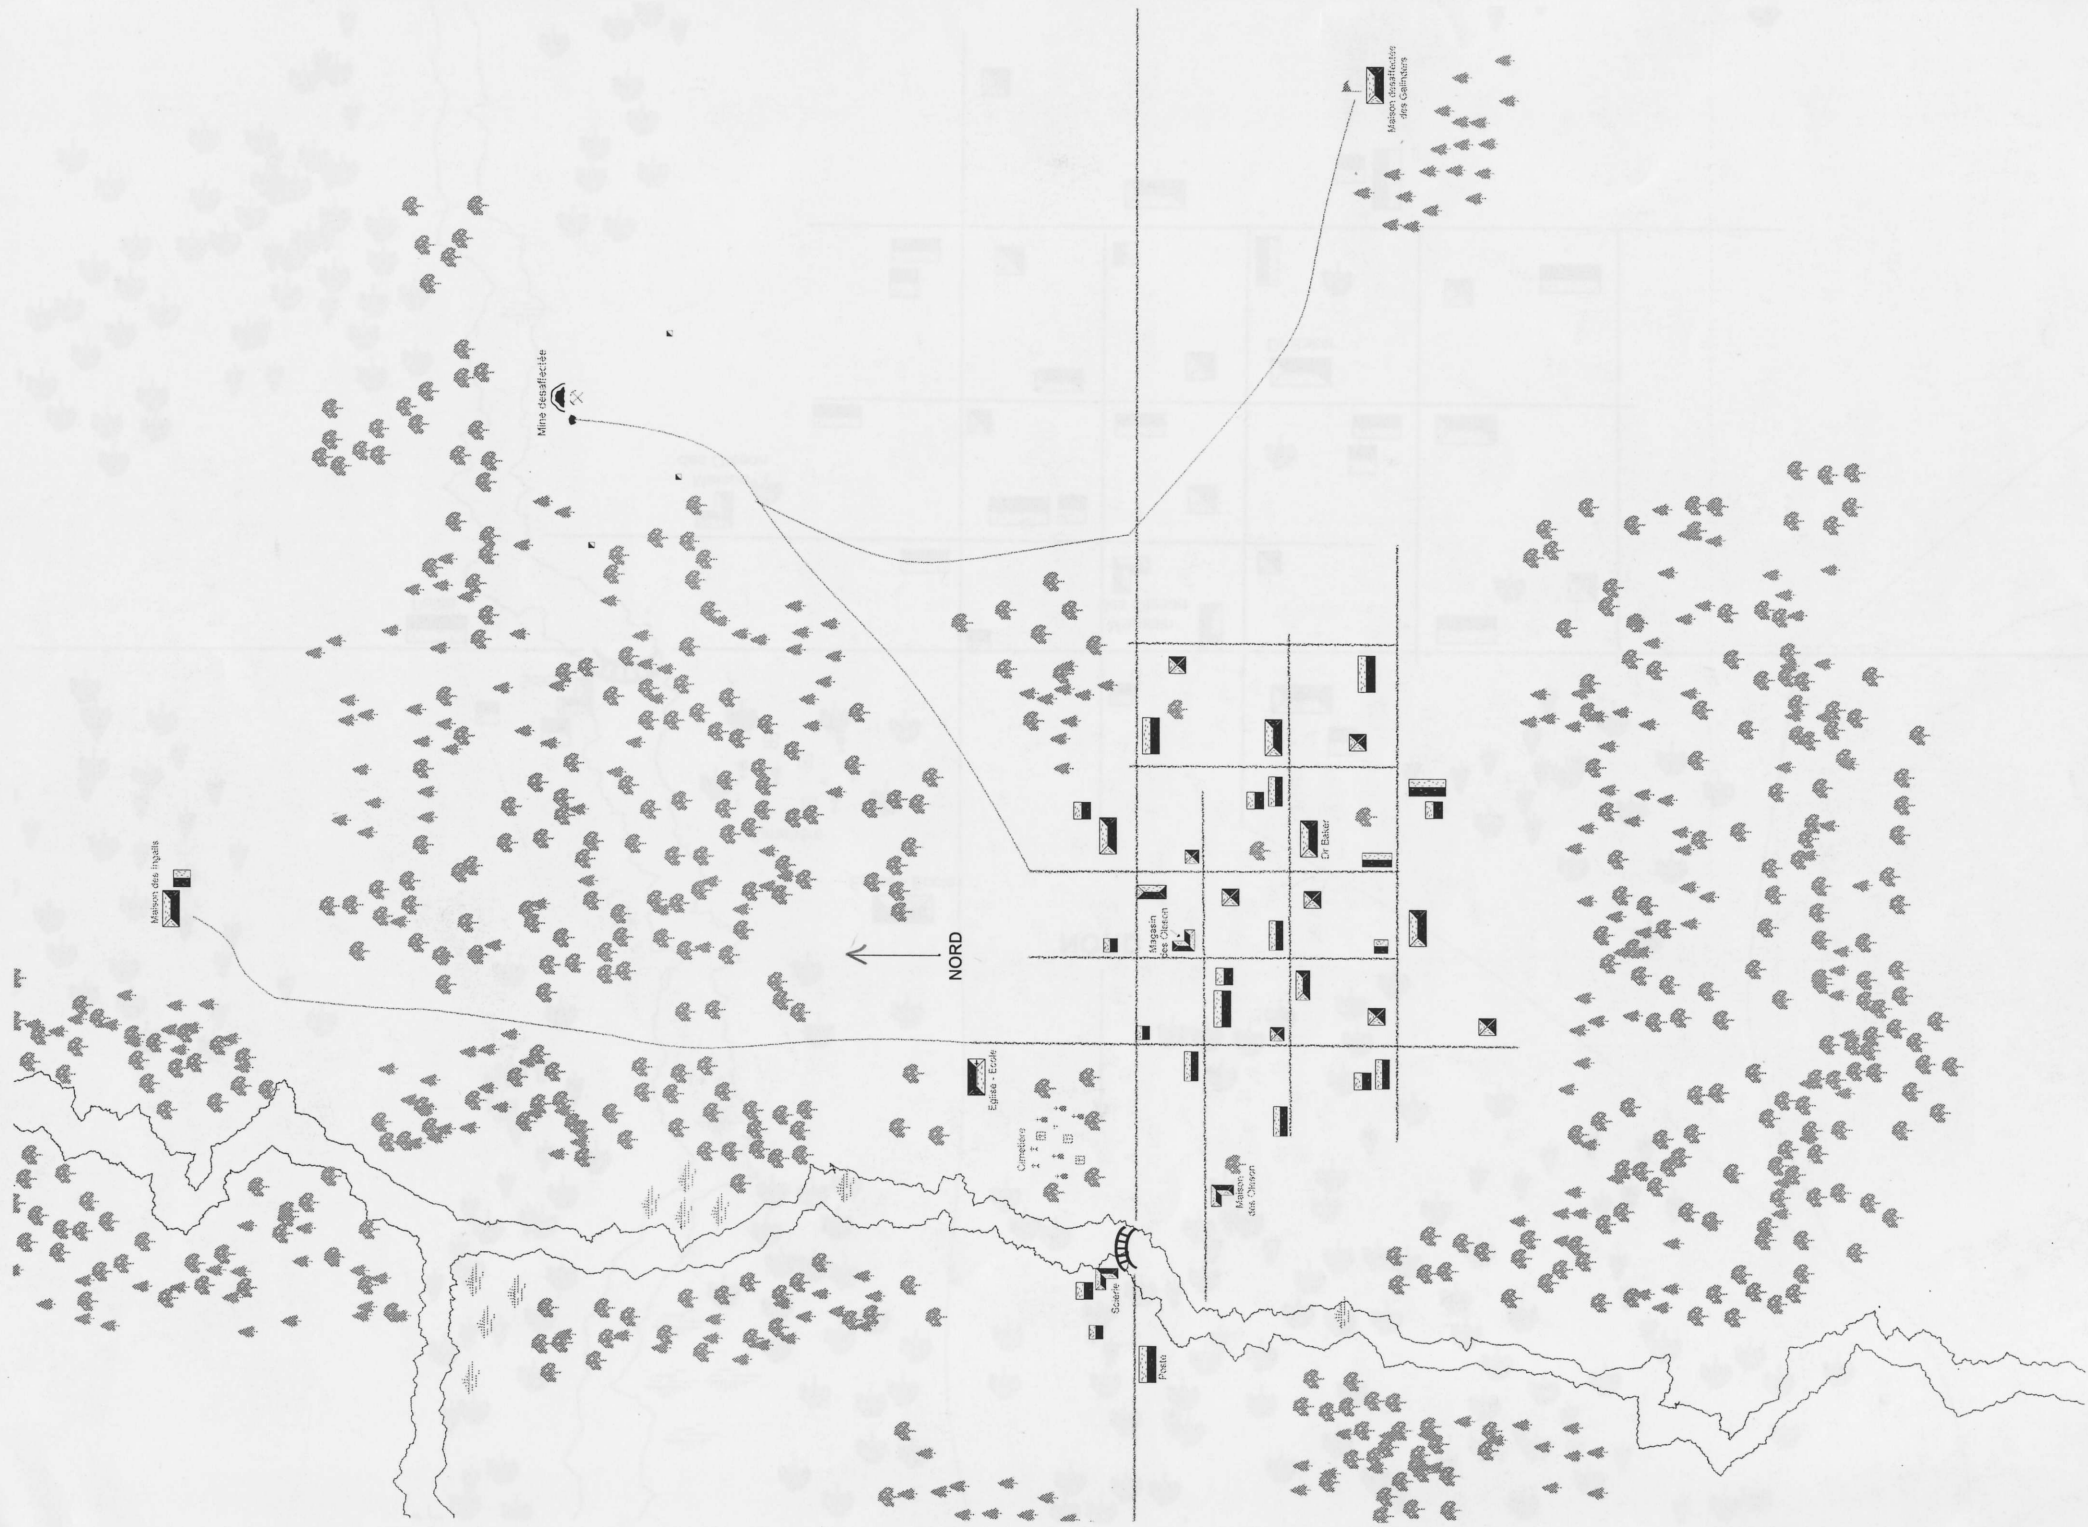 Maison des Ingalls
Mine désaffectée
Maison désaffectée
des Galinders
NORD
Eglise - Ecole
Cimetière
Magasin
des Oleson
Dr Baker
Maison
des Oleson
Scierie
Poste